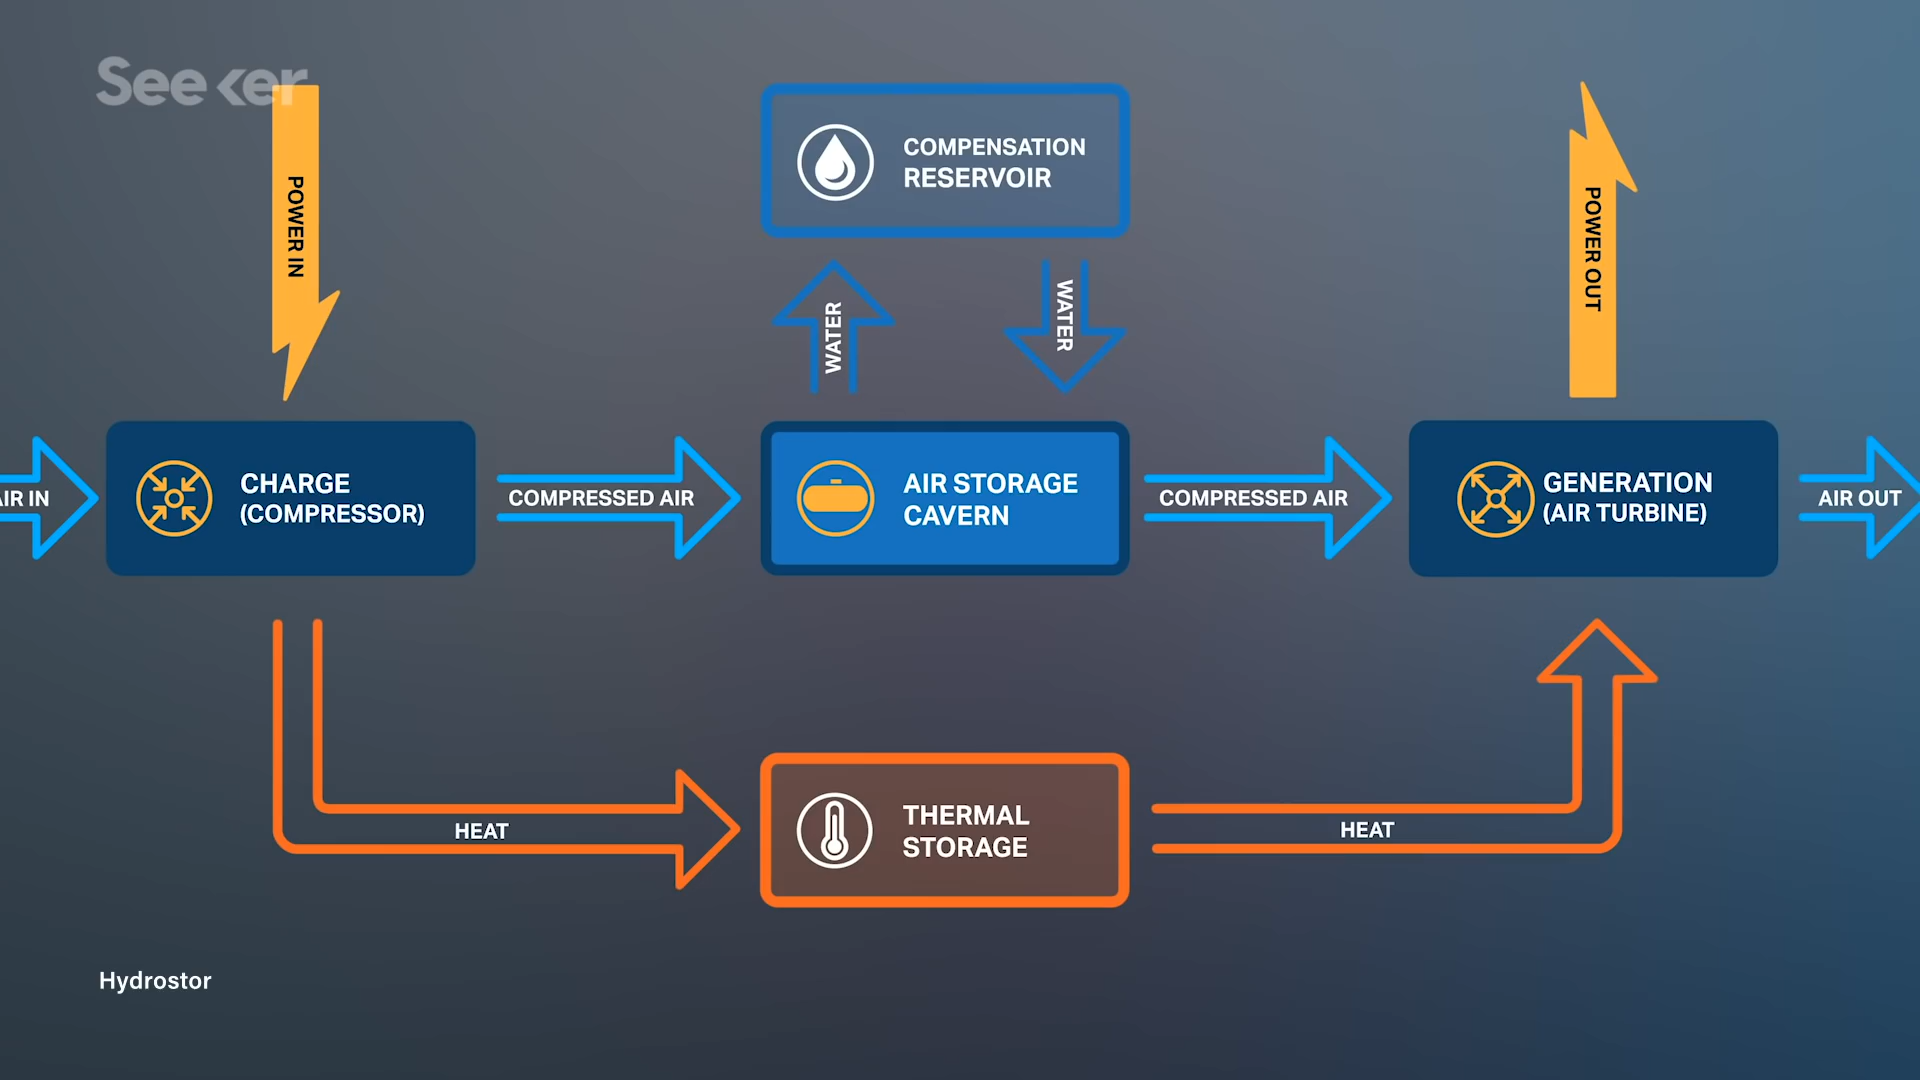 Seeker
POWER IN
COMPENSATION
RESERVOIR
POWER OUT
WATER
WATER
AIR IN
CHARGE
(COMPRESSOR)
COMPRESSED AIR
AIR STORAGE
CAVERN
COMPRESSED AIR
GENERATION
(AIR TURBINE)
AIR OUT
HEAT
THERMAL
STORAGE
HEAT
Hydrostor